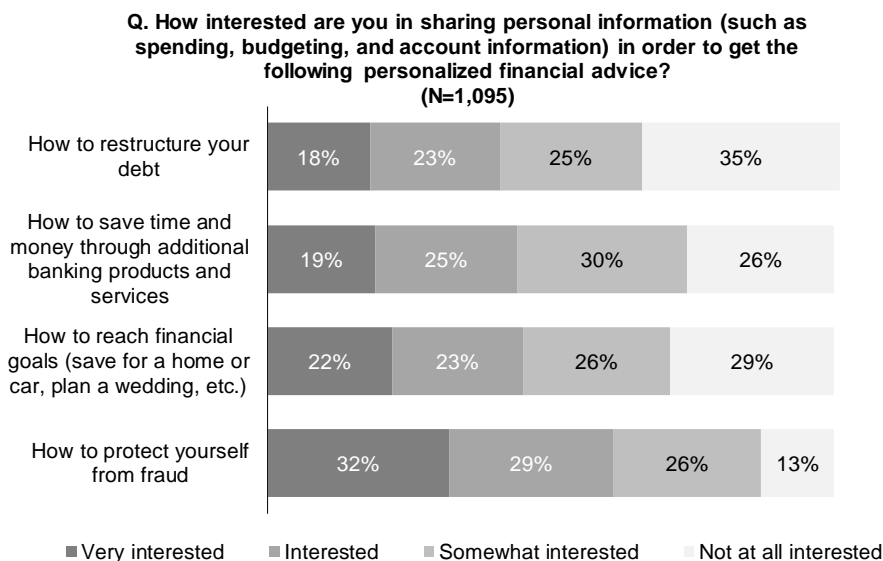 Q. How interested are you in sharing personal information (such as
spending, budgeting, and account information) in order to get the
following personalized financial advice?
(N=1,095)
How to restructure your
debt
18% 23% 25% 35%
How to save time and
money through additional
banking products and
services
19% 25% 30% 26%
How to reach financial
goals (save for a home or
car, plan a wedding, etc.)
22% 23% 26% 29%
How to protect yourself
from fraud
32% 29% 26% 13%
Very interested Interested Somewhat interested Not at all interested